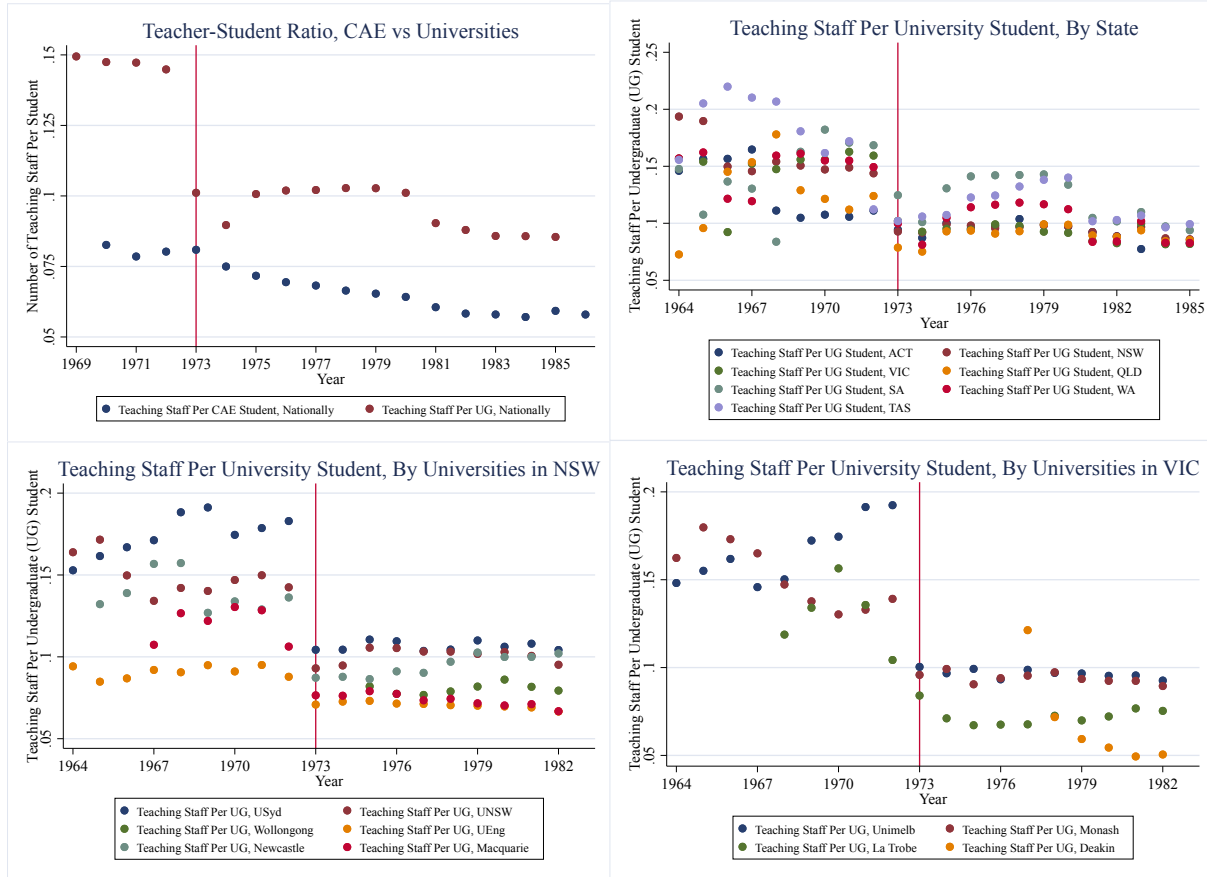 Teacher-Student Ratio, CAE vs Universities
Number of Teaching Staff Per Student
.15
.125
.1
.075
.05
1969 1971 1973 1975 1977 1979 1981 1983 1985
Year
Teaching Staff Per CAE Student, Nationally
Teaching Staff Per UG, Nationally
Teaching Staff Per University Student, By State
Teaching Staff Per Undergraduate (UG) Student
.25
.2
.15
.1
.05
1964 1967 1970 1973 1976 1979 1982 1985
Year
Teaching Staff Per UG Student, ACT
Teaching Staff Per UG Student, NSW
Teaching Staff Per UG Student, VIC
Teaching Staff Per UG Student, QLD
Teaching Staff Per UG Student, SA
Teaching Staff Per UG Student, WA
Teaching Staff Per UG Student, TAS
Teaching Staff Per University Student, By Universities in NSW
Teaching Staff Per Undergraduate (UG) Student
.2
.15
.1
.05
1964 1967 1970 1973 1976 1979 1982
Year
Teaching Staff Per UG, USyd
Teaching Staff Per UG, UNSW
Teaching Staff Per UG, Wollongong
Teaching Staff Per UG, UEng
Teaching Staff Per UG, Newcastle
Teaching Staff Per UG, Macquarie
Teaching Staff Per University Student, By Universities in VIC
Teaching Staff Per Undergraduate (UG) Student
.2
.15
.1
.05
1964 1967 1970 1973 1976 1979 1982
Year
Teaching Staff Per UG, Unimelb
Teaching Staff Per UG, Monash
Teaching Staff Per UG, La Trobe
Teaching Staff Per UG, Deakin